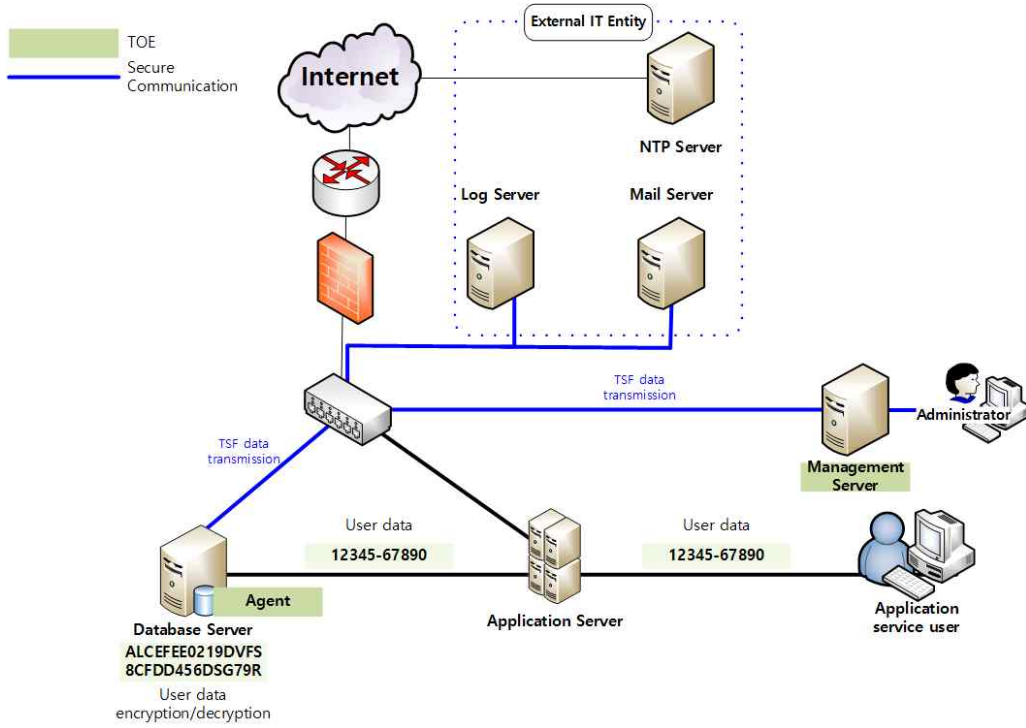 External IT Entity
TOE
Secure
Communication
Internet
NTP Server
Log Server
Mail Server
TSF data
transmission
Administrator
TSF data
transmission
Management
Server
User data
12345-67890
User data
12345-67890
Agent
Database Server
Application Server
Application
service user
ALCEFEE0219DVFS
8CFDD456DSG79R
User data
encryption/decryption